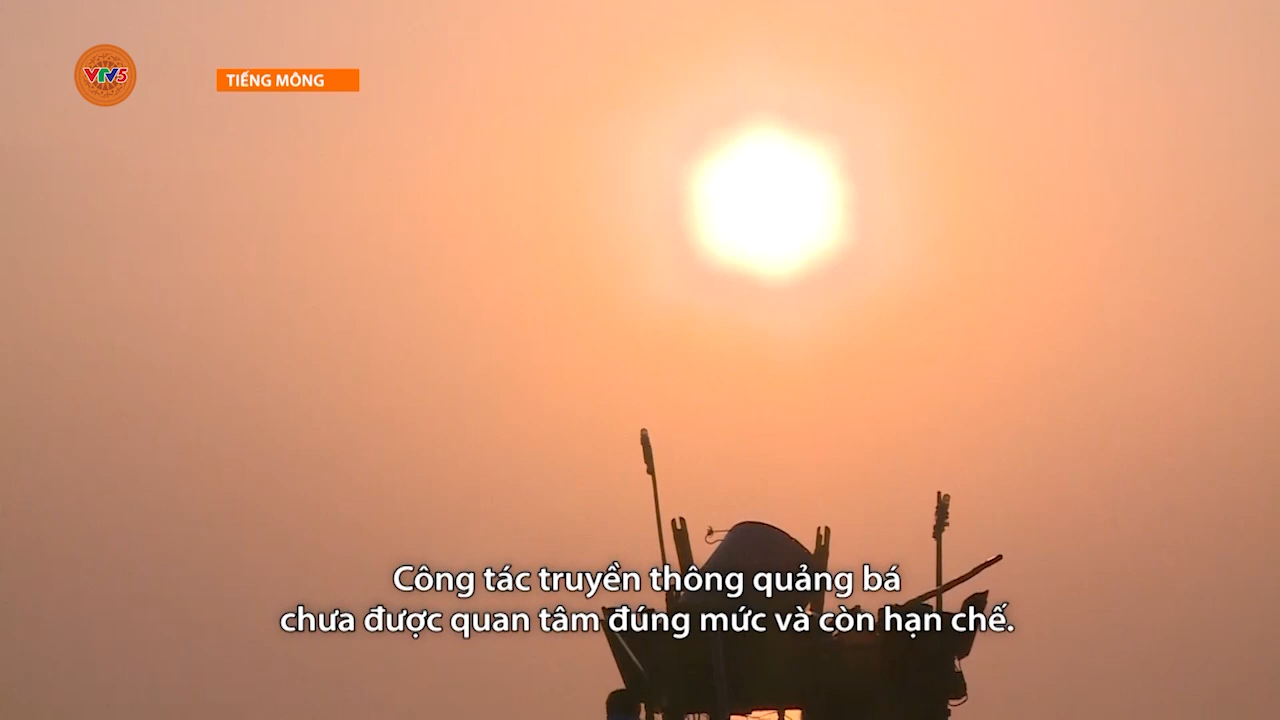 VTV5
TIẾNG MÔNG
Công tác truyền thông quảng bá
chưa được quan tâm đúng mức và còn hạn chế.